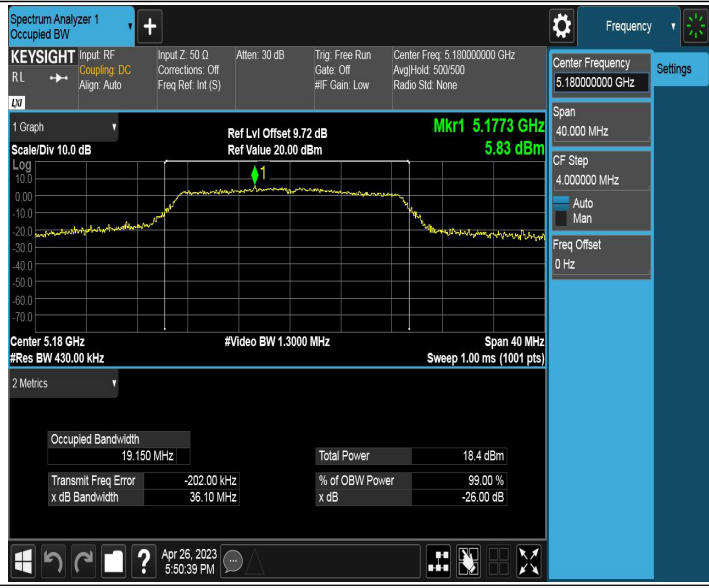 Spectrum Analyzer 1
Occupied BW
Frequency
KEYSIGHT
RL
LXI
Input: RF
Coupling: DC
Align: Auto
Input Z: 50 Ω
Corrections: Off
Freq Ref: Int (S)
Atten: 30 dB
Trig: Free Run
Gate: Off
#IF Gain: Low
Center Freq: 5.180000000 GHz
Avg|Hold: 500/500
Radio Std: None
Center Frequency
5.180000000 GHz
Settings
Span
40.000 MHz
CF Step
4.000000 MHz
Auto
Man
Freq Offset
0 Hz
1 Graph
Scale/Div 10.0 dB
Ref Lvl Offset 9.72 dB
Ref Value 20.00 dBm
Mkr1 5.1773 GHz
5.83 dBm
Log
10.0
0.00
-10.0
-20.0
-30.0
-40.0
-50.0
-60.0
-70.0
1
Center 5.18 GHz
#Res BW 430.00 kHz
#Video BW 1.3000 MHz
Span 40 MHz
Sweep 1.00 ms (1001 pts)
2 Metrics
Occupied Bandwidth
19.150 MHz
Total Power 18.4 dBm
Transmit Freq Error -202.00 kHz
x dB Bandwidth 36.10 MHz
% of OBW Power 99.00 %
x dB -26.00 dB
?
Apr 26, 2023
5:50:39 PM